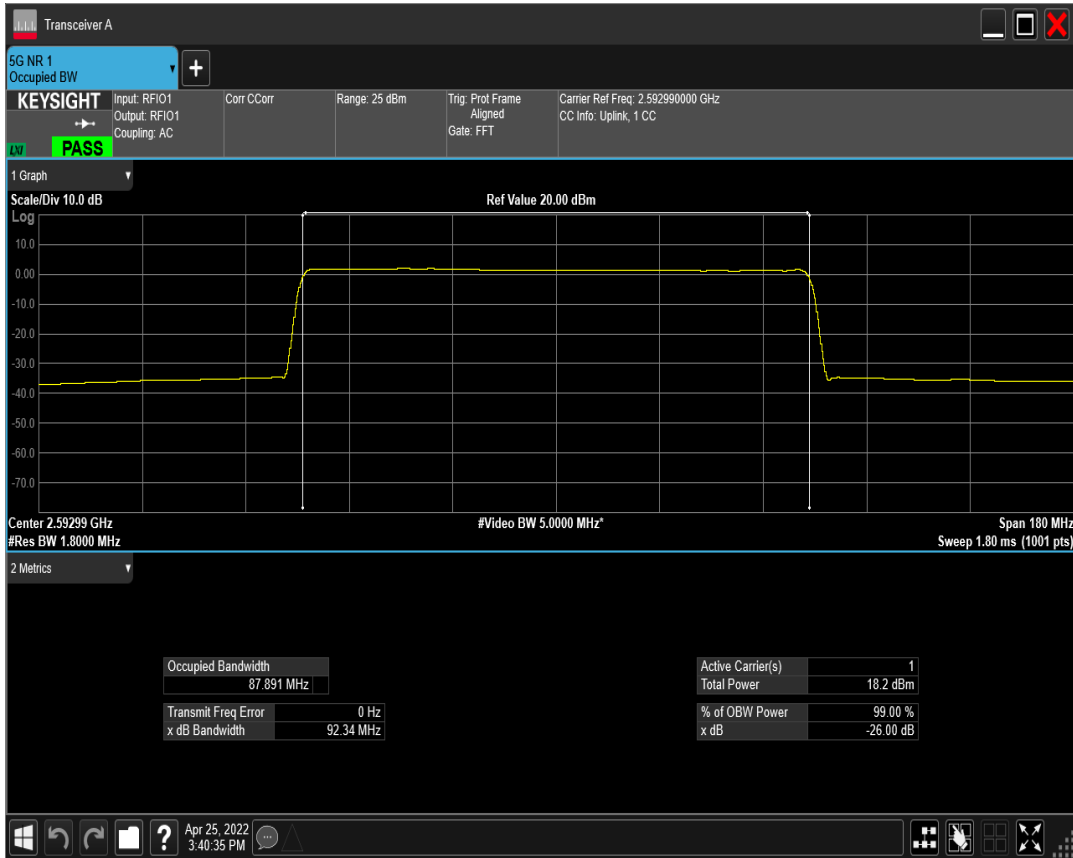 Transceiver A
5G NR 1
Occupied BW
KEYSIGHT
LXI
PASS
Input: RFIO1
Output: RFIO1
Coupling: AC
Corr CCorr
Range: 25 dBm
Trig: Prot Frame
Aligned
Gate: FFT
Carrier Ref Freq: 2.592990000 GHz
CC Info: Uplink, 1 CC
1 Graph
Scale/Div 10.0 dB
Ref Value 20.00 dBm
Log
10.0
0.00
-10.0
-20.0
-30.0
-40.0
-50.0
-60.0
-70.0
Center 2.59299 GHz
#Video BW 5.0000 MHz*
Span 180 MHz
#Res BW 1.8000 MHz
Sweep 1.80 ms (1001 pts)
2 Metrics
Occupied Bandwidth
87.891 MHz
Transmit Freq Error 0 Hz
x dB Bandwidth 92.34 MHz
Active Carrier(s) 1
Total Power 18.2 dBm
% of OBW Power 99.00 %
x dB -26.00 dB
Apr 25, 2022
3:40:35 PM